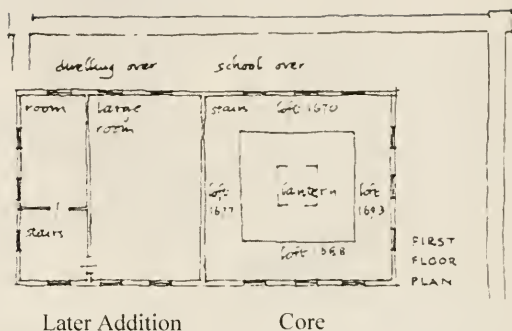 dwelling over school over
room large room stairs loft 1670
loft 1677 lantern loft 1693
stairs
loft 1688
FIRST FLOOR PLAN
Later Addition Core